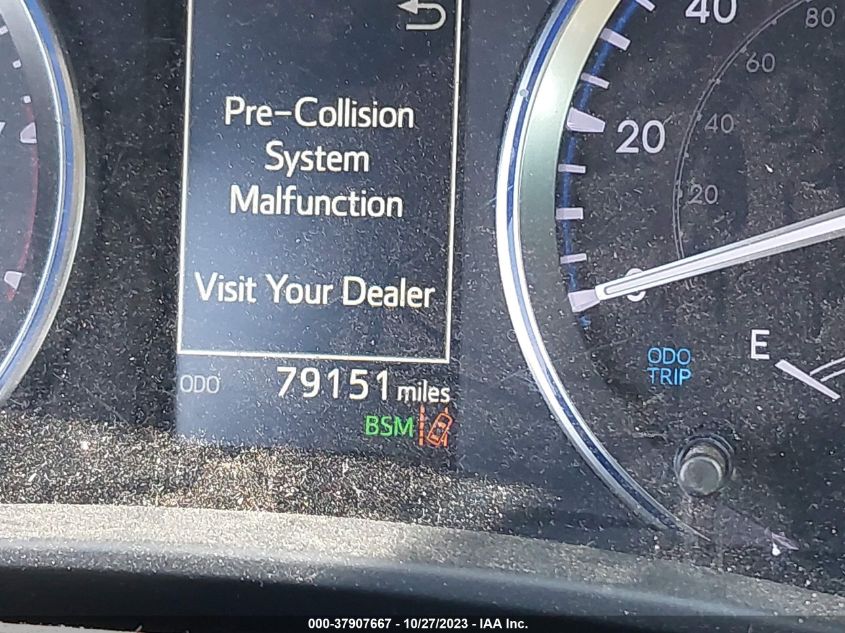 Pre-Collision
System
Malfunction
Visit Your Dealer
ODO 79151 miles
BSM
40
20
0
80
60
40
20
E
ODO
TRIP
000-37907667 - 10/27/2023 - IAA Inc.